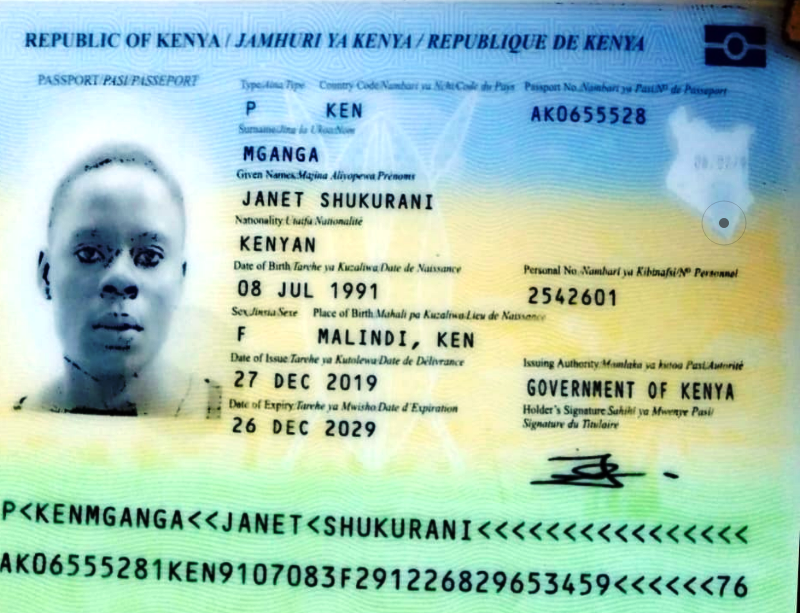 REPUBLIC OF KENYA / JAMHURI YA KENYA / REPUBLIQUE DE KENYA
PASSPORT PASI/PASSEPORT
Type/Aina/Type Country Code/Nambari ya Nchi/Code du Pays Passport No./Nambari ya Pasi/Nº de Passeport
P KEN AK0655528
Surname/Jina la Ukoo/Nom
MGANGA
Given Names/Majina Aliyopewa/Prénoms
JANET SHUKURANI
Nationality/Utaifa/Nationalité
KENYAN
Date of Birth/Tarehe ya Kuzaliwa/Date de Naissance Personal No./Nambari ya Kibinafsi/Nº Personnel
08 JUL 1991 2542601
Sex/Jinsia/Sexe Place of Birth/Mahali pa Kuzaliwa/Lieu de Naissance
F MALINDI, KEN
Date of Issue/Tarehe ya Kutolewa/Date de Délivrance Issuing Authority/Mamlaka ya kutoa Pasi/Autorité
27 DEC 2019 GOVERNMENT OF KENYA
Date of Expiry/Tarehe ya Mwisho/Date d'Expiration Holder's Signature/Sahihi ya Mwenye Pasi/
Signature du Titulaire
26 DEC 2029
P<KENMGANGA<<JANET<SHUKURANI<<<<<<<<<<<<<<<<
AK06555281KEN9107083F291226829653459<<<<<<76